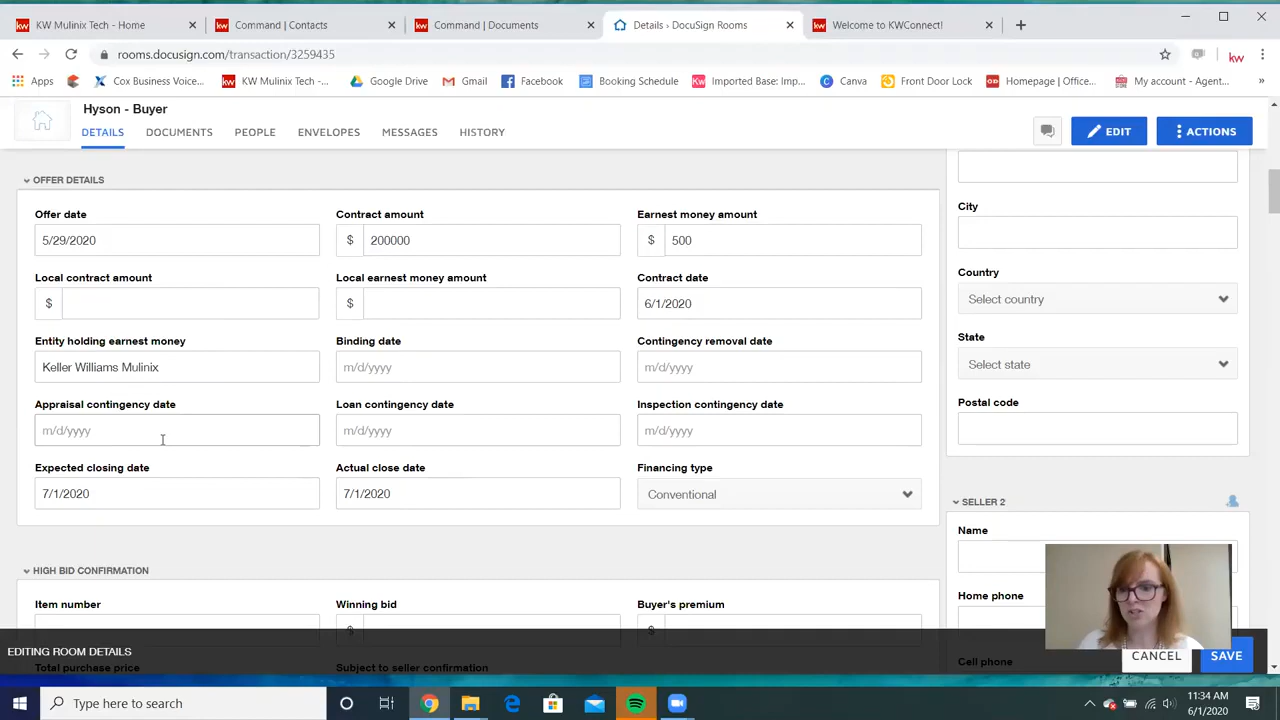 KW Mulinix Tech - Home
Command | Contacts
Command | Documents
Details › DocuSign Rooms
Welcome to KWConnect!
rooms.docusign.com/transaction/3259435
kw
Apps
Cox Business Voice...
KW Mulinix Tech -...
Google Drive
Gmail
Facebook
Booking Schedule
Imported Base: Imp...
Canva
Front Door Lock
Homepage | Office...
My account - Agent...
Hyson - Buyer
DETAILS
DOCUMENTS
PEOPLE
ENVELOPES
MESSAGES
HISTORY
EDIT
ACTIONS
OFFER DETAILS
Offer date
Contract amount
Earnest money amount
5/29/2020
$ 200000
$ 500
Local contract amount
Local earnest money amount
Contract date
$
$
6/1/2020
Entity holding earnest money
Binding date
Contingency removal date
Keller Williams Mulinix
m/d/yyyy
m/d/yyyy
Appraisal contingency date
Loan contingency date
Inspection contingency date
m/d/yyyy
m/d/yyyy
m/d/yyyy
Expected closing date
Actual close date
Financing type
7/1/2020
7/1/2020
Conventional
HIGH BID CONFIRMATION
Item number
Winning bid
Buyer's premium
$
$
Total purchase price
Subject to seller confirmation
City
Country
Select country
State
Select state
Postal code
SELLER 2
Name
Home phone
Cell phone
EDITING ROOM DETAILS
CANCEL
SAVE
Type here to search
11:34 AM
6/1/2020